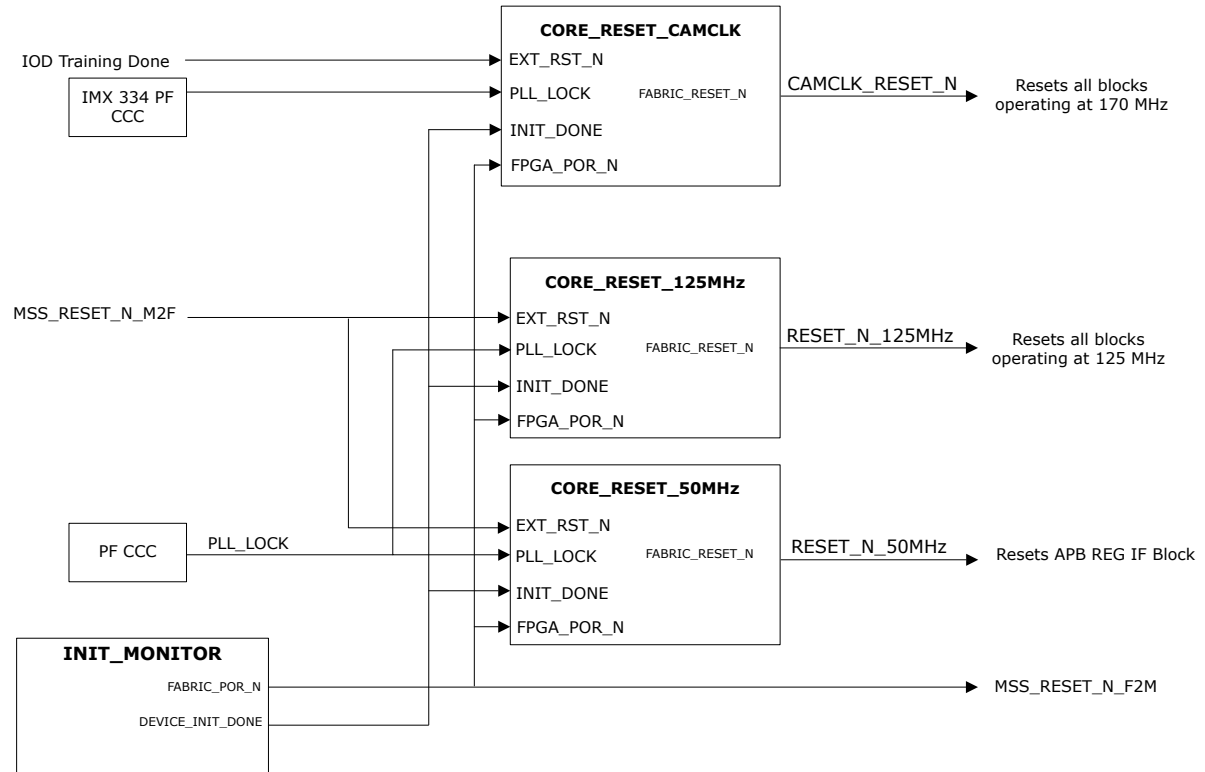 CORE_RESET_CAMCLK
IOD Training Done
EXT_RST_N
IMX 334 PF
CCC
PLL_LOCK
FABRIC_RESET_N
CAMCLK_RESET_N
Resets all blocks
operating at 170 MHz
INIT_DONE
FPGA_POR_N
CORE_RESET_125MHz
MSS_RESET_N_M2F
EXT_RST_N
PLL_LOCK
FABRIC_RESET_N
RESET_N_125MHz
Resets all blocks
operating at 125 MHz
INIT_DONE
FPGA_POR_N
CORE_RESET_50MHz
EXT_RST_N
PF CCC
PLL_LOCK
PLL_LOCK
FABRIC_RESET_N
RESET_N_50MHz
Resets APB REG IF Block
INIT_DONE
FPGA_POR_N
INIT_MONITOR
FABRIC_POR_N
MSS_RESET_N_F2M
DEVICE_INIT_DONE